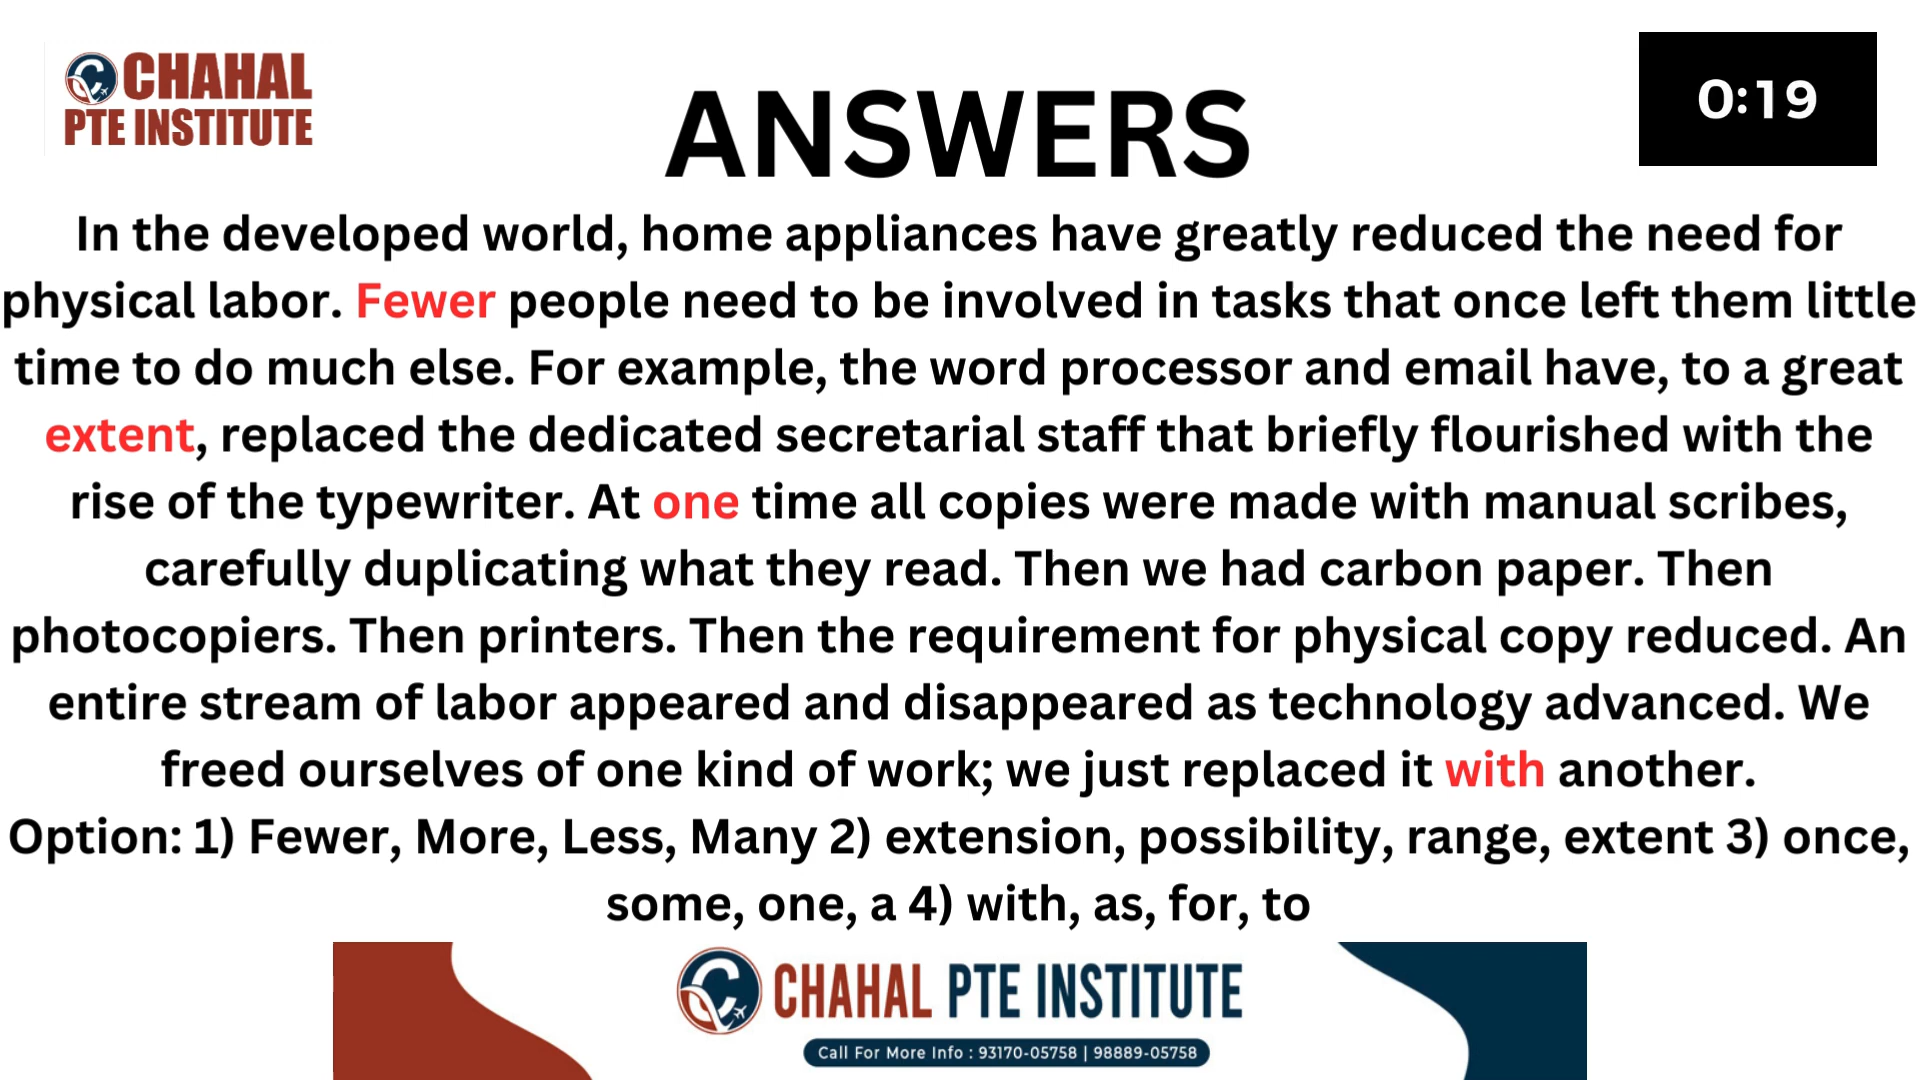 CHAHAL
PTE INSTITUTE
ANSWERS
0:19
In the developed world, home appliances have greatly reduced the need for
physical labor. Fewer people need to be involved in tasks that once left them little
time to do much else. For example, the word processor and email have, to a great
extent, replaced the dedicated secretarial staff that briefly flourished with the
rise of the typewriter. At one time all copies were made with manual scribes,
carefully duplicating what they read. Then we had carbon paper. Then
photocopiers. Then printers. Then the requirement for physical copy reduced. An
entire stream of labor appeared and disappeared as technology advanced. We
freed ourselves of one kind of work; we just replaced it with another.
Option: 1) Fewer, More, Less, Many 2) extension, possibility, range, extent 3) once,
some, one, a 4) with, as, for, to
CHAHAL PTE INSTITUTE
Call For More Info : 93170-05758 | 98889-05758